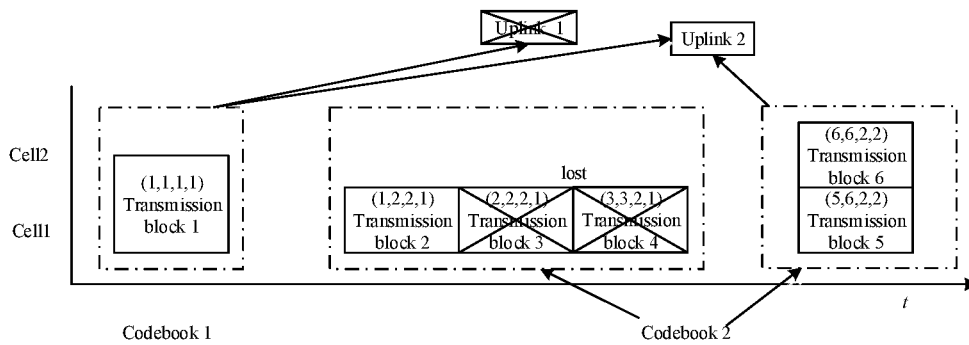 Uplink 1
Uplink 2
Cell2
Cell1
(1,1,1,1)
Transmission
block 1
lost
(1,2,2,1)
Transmission
block 2
(2,2,2,1)
Transmission
block 3
(3,3,2,1)
Transmission
block 4
(6,6,2,2)
Transmission
block 6
(5,6,2,2)
Transmission
block 5
t
Codebook 1
Codebook 2